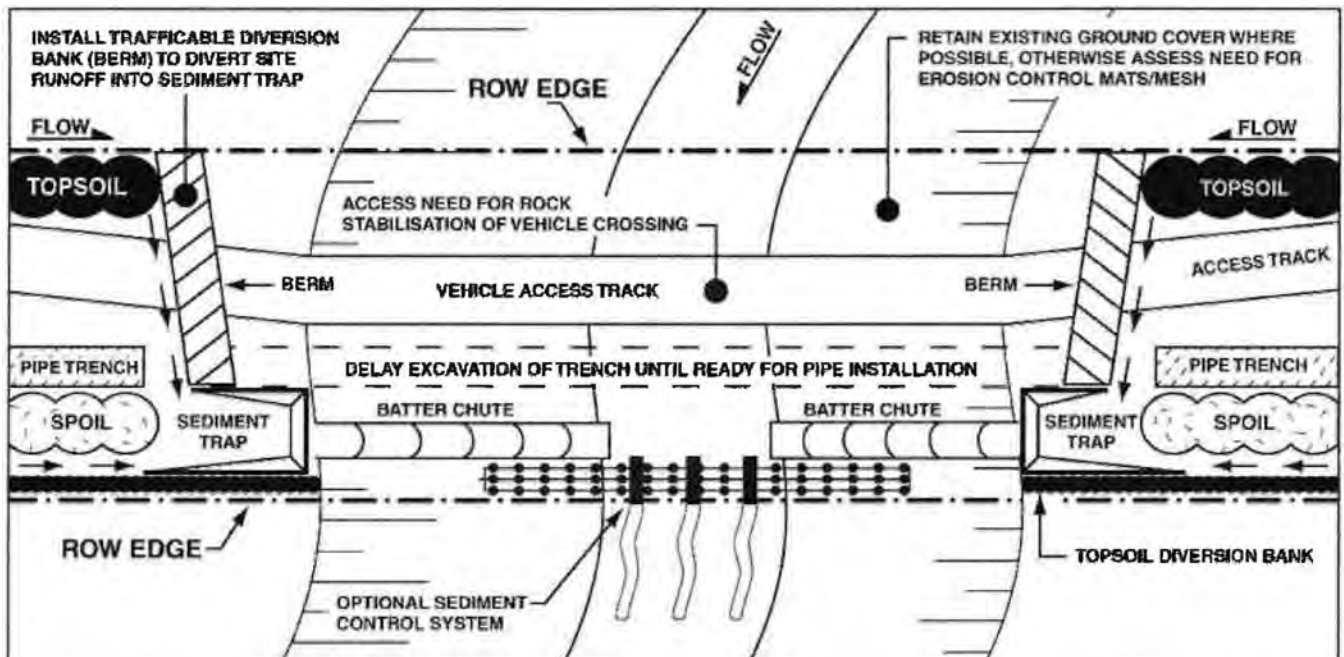 INSTALL TRAFFICABLE DIVERSION
BANK (BERM) TO DIVERT SITE
RUNOFF INTO SEDIMENT TRAP
FLOW
ROW EDGE
FLOW
RETAIN EXISTING GROUND COVER WHERE
POSSIBLE, OTHERWISE ASSESS NEED FOR
EROSION CONTROL MATS/MESH
FLOW
TOPSOIL
TOPSOIL
ACCESS NEED FOR ROCK
STABILISATION OF VEHICLE CROSSING
BERM
VEHICLE ACCESS TRACK
BERM
ACCESS TRACK
PIPE TRENCH
DELAY EXCAVATION OF TRENCH UNTIL READY FOR PIPE INSTALLATION
PIPE TRENCH
SPOIL
SEDIMENT
TRAP
BATTER CHUTE
BATTER CHUTE
SEDIMENT
TRAP
SPOIL
ROW EDGE
TOPSOIL DIVERSION BANK
OPTIONAL SEDIMENT
CONTROL SYSTEM